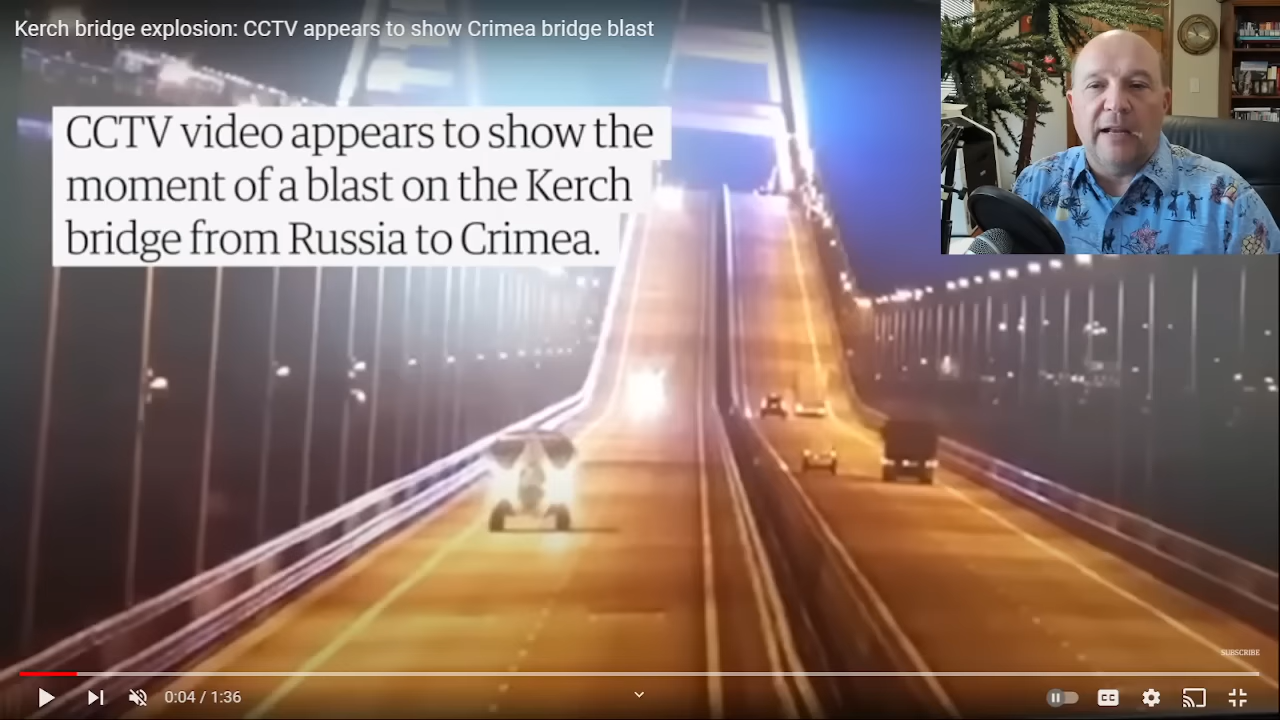 Kerch bridge explosion: CCTV appears to show Crimea bridge blast
CCTV video appears to show the
moment of a blast on the Kerch
bridge from Russia to Crimea.
SUBSCRIBE
0:04 / 1:36
CC